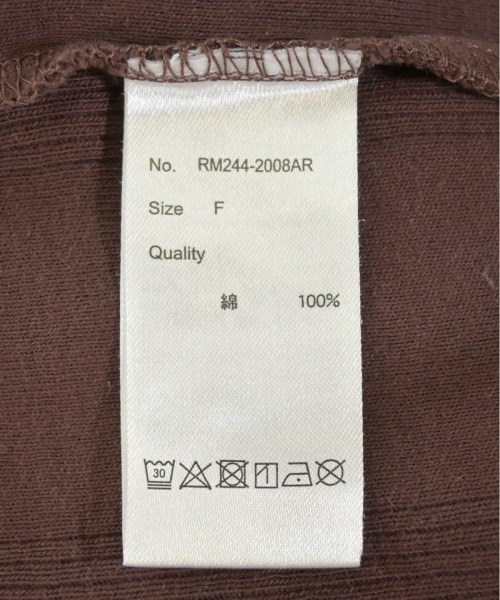 No. RM244-2008AR
Size F
Quality
綿 100%
30